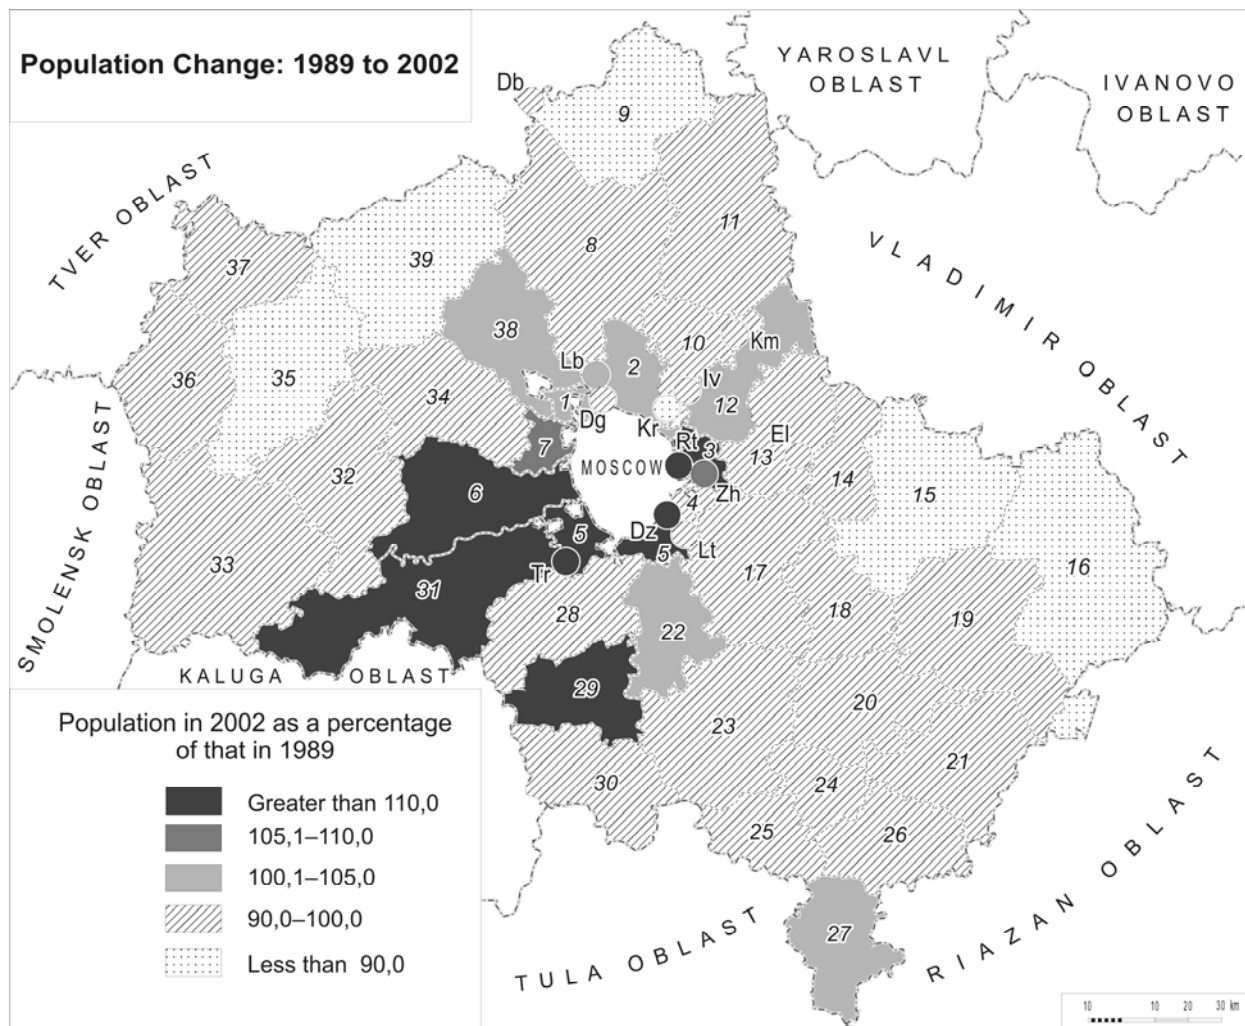 Population Change: 1989 to 2002
YAROSLAVL
OBLAST
IVANOVO
OBLAST
Db
9
TVER OBLAST
11
8
VLADIMIR OBLAST
37
39
38
10
Km
Lb
2
36
35
34
1
Iv
12
Dg
Kr
El
Rt
7
3
13
MOSCOW
14
15
SMOLENSK OBLAST
32
6
Zh
4
5
Dz
Lt
5
33
16
Tr
31
17
28
18
19
22
KALUGA OBLAST
29
20
23
21
30
24
25
26
27
TULA OBLAST
RIAZAN OBLAST
Population in 2002 as a percentage
of that in 1989
Greater than 110,0
105,1–110,0
100,1–105,0
90,0–100,0
Less than 90,0
10 10 20 30 km